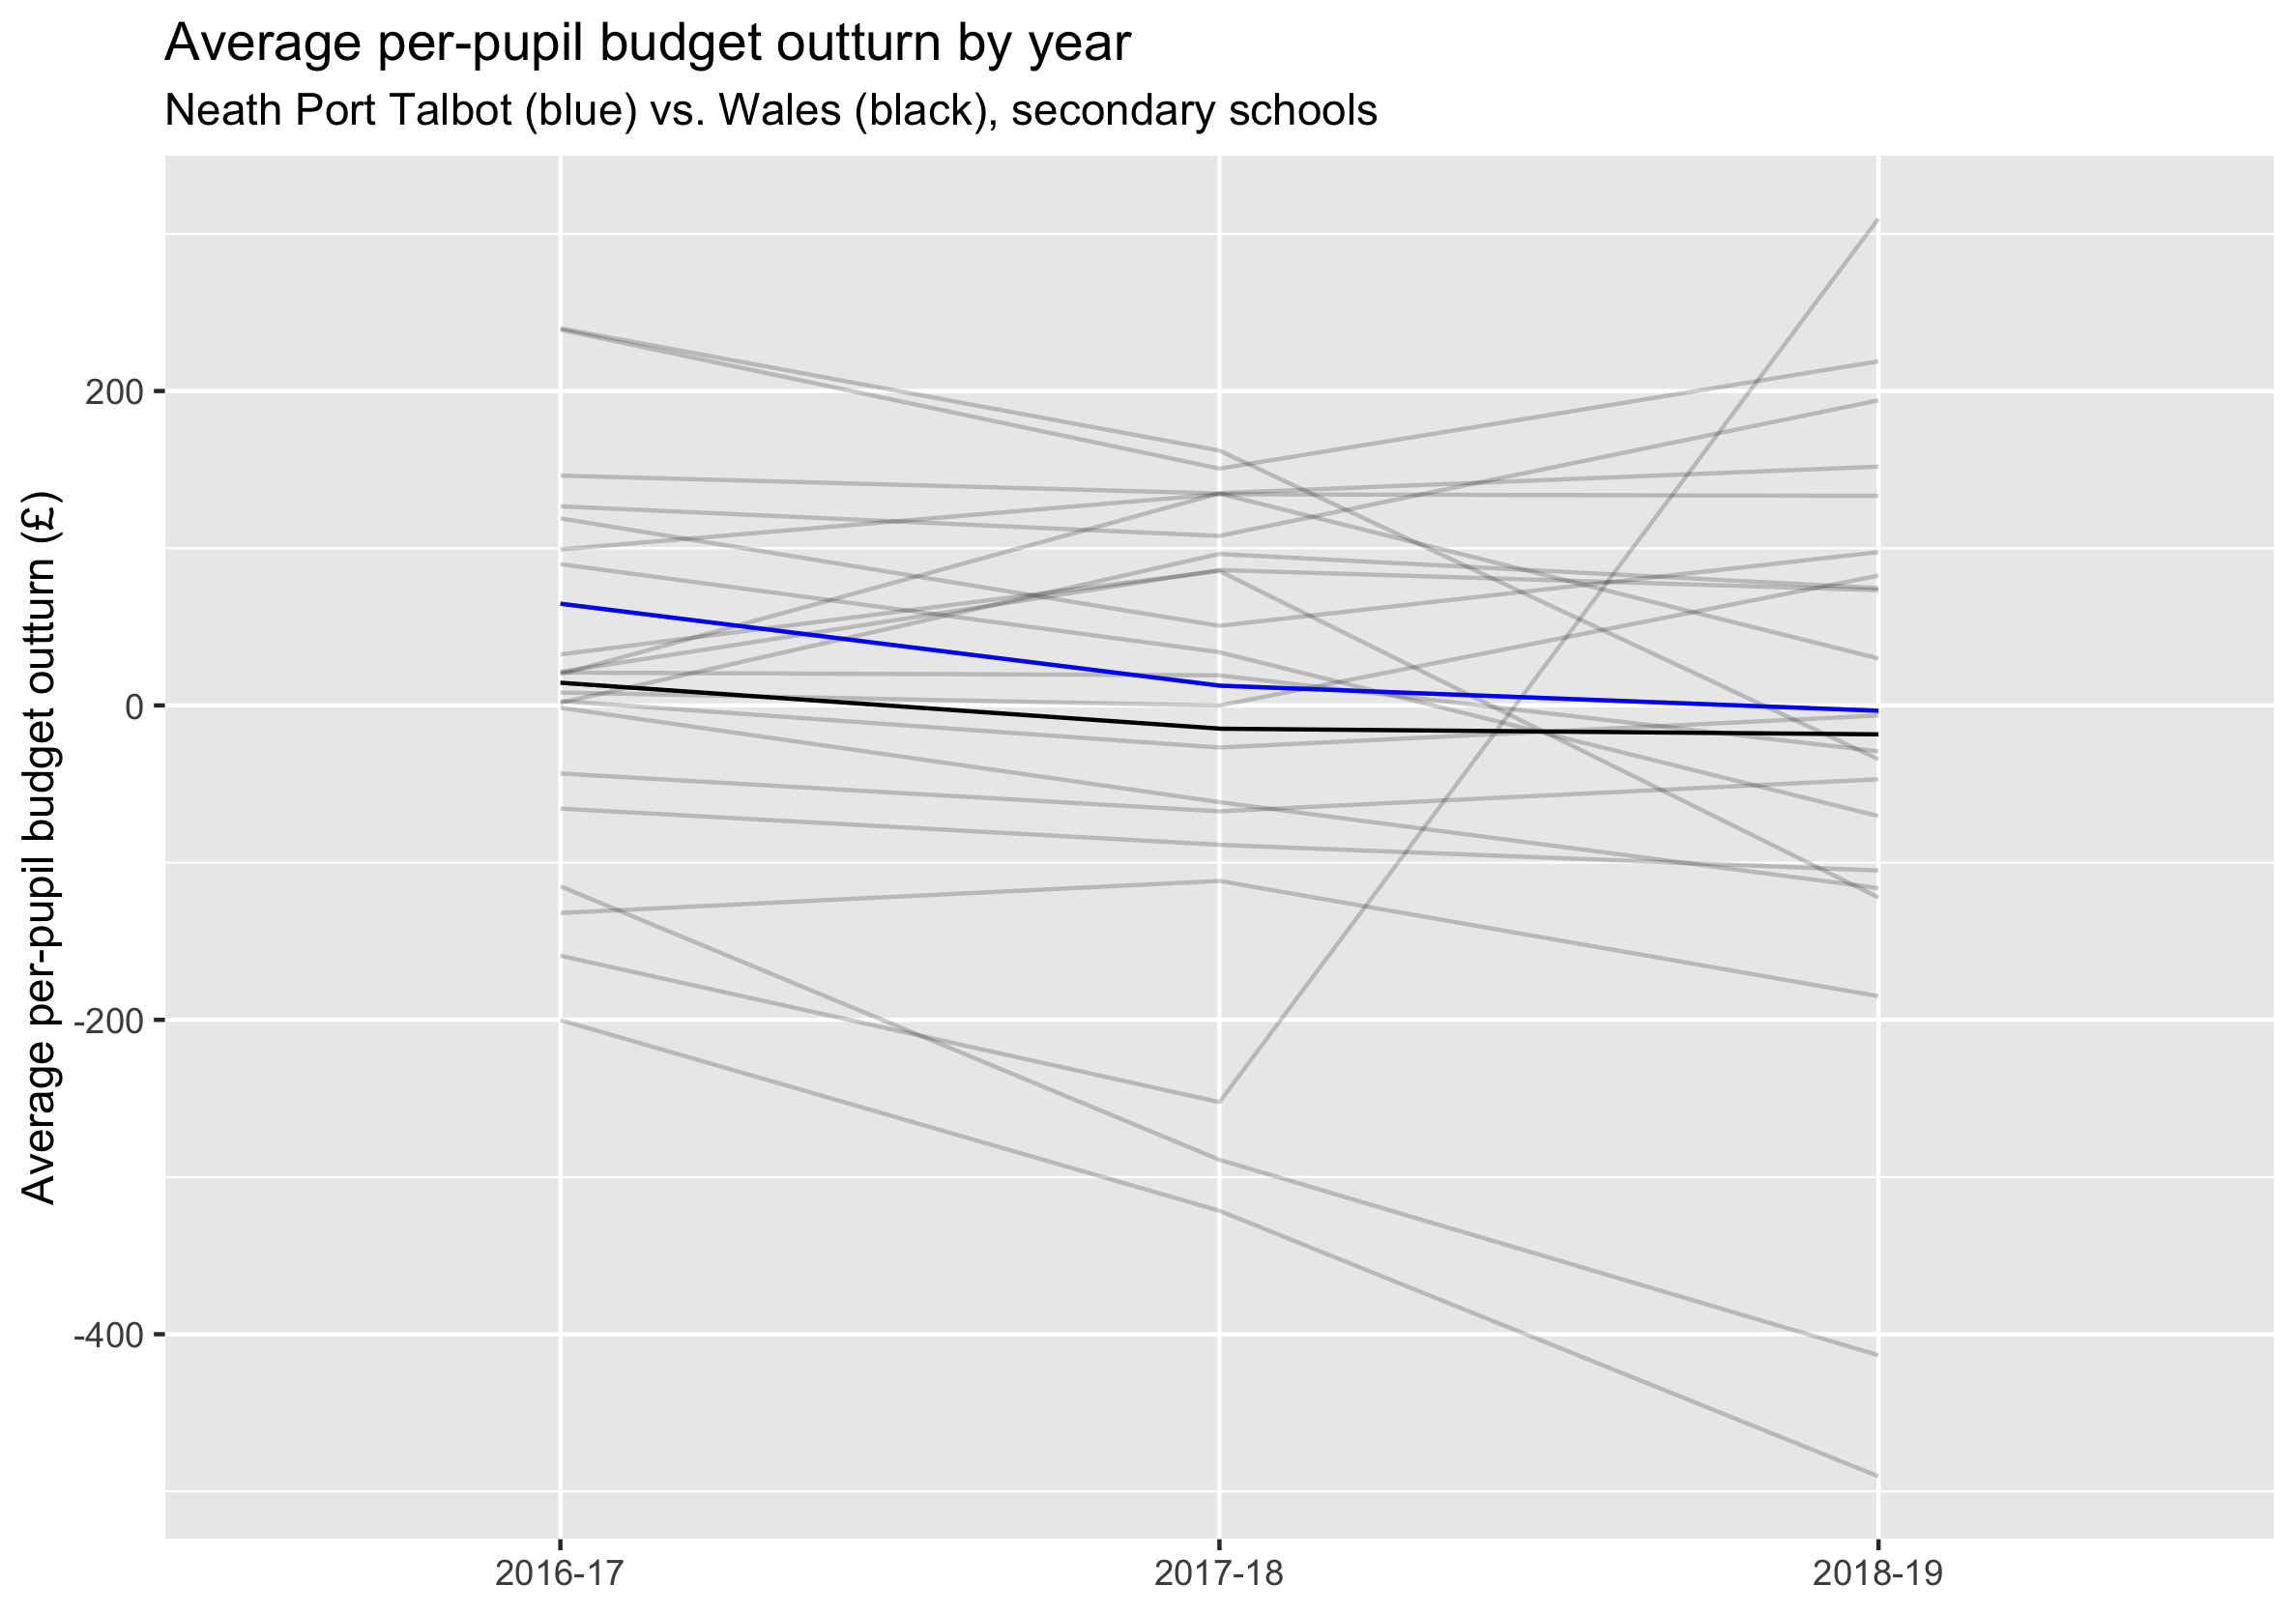 Average per-pupil budget outturn by year
Neath Port Talbot (blue) vs. Wales (black), secondary schools
Average per-pupil budget outturn (£)
200
0
-200
-400
2016-17
2017-18
2018-19